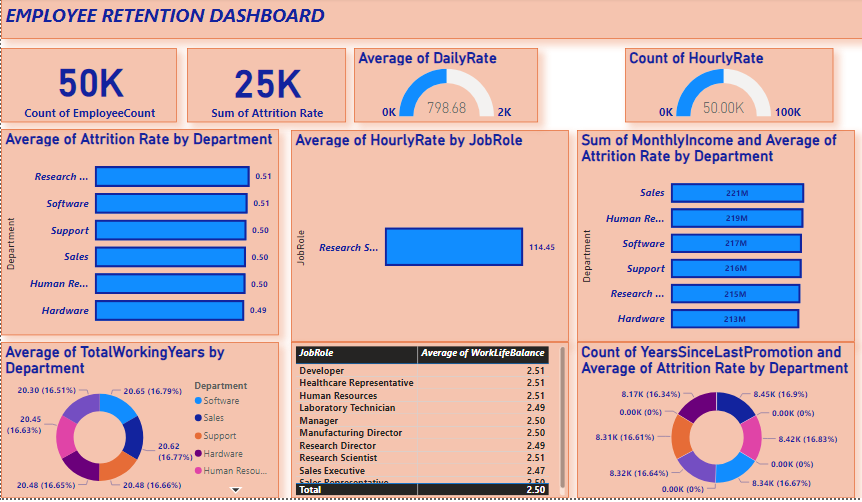 EMPLOYEE RETENTION DASHBOARD
50K
Count of EmployeeCount
25K
Sum of Attrition Rate
Average of DailyRate
798.68
0K
2K
Count of HourlyRate
50.00K
0K
100K
Average of Attrition Rate by Department
Department
Research ... 0.51
Software 0.51
Support 0.50
Sales 0.50
Human Re... 0.50
Hardware 0.49
Average of HourlyRate by JobRole
JobRole
Research S... 114.45
Sum of MonthlyIncome and Average of
Attrition Rate by Department
Department
Sales 221M
Human Re... 219M
Software 217M
Support 216M
Research ... 215M
Hardware 213M
Average of TotalWorkingYears by
Department
20.30 (16.51%)
20.65 (16.79%)
20.45
(16.63%)
20.62
(16.77%)
20.48 (16.65%)
20.48 (16.66%)
Department
Software
Sales
Support
Hardware
Human Resou...
JobRole Average of WorkLifeBalance
Developer 2.51
Healthcare Representative 2.51
Human Resources 2.51
Laboratory Technician 2.49
Manager 2.50
Manufacturing Director 2.50
Research Director 2.49
Research Scientist 2.51
Sales Executive 2.47
Sales Representative 2.50
Total 2.50
Count of YearsSinceLastPromotion and
Average of Attrition Rate by Department
8.17K (16.34%)
8.45K (16.9%)
0.00K (0%)
0.00K (0%)
8.31K (16.61%)
8.42K (16.83%)
0.00K (0%)
8.32K (16.64%)
8.34K (16.67%)
0.00K (0%)